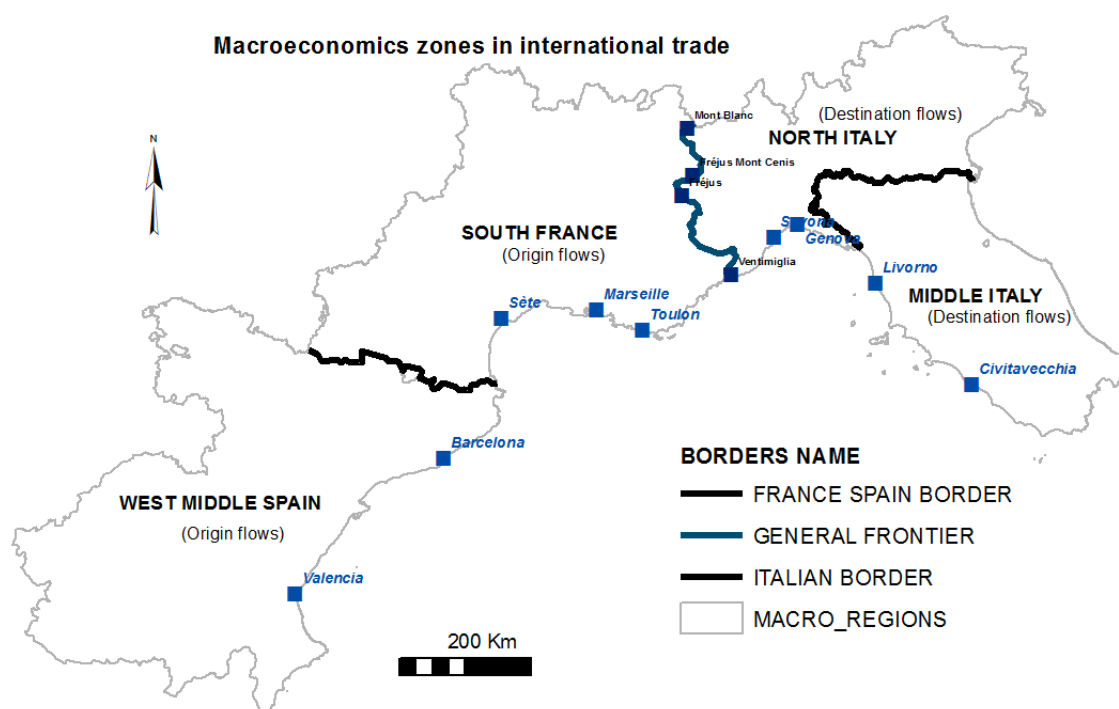 Macroeconomics zones in international trade
N
Mont Blanc
(Destination flows)
NORTH ITALY
Fréjus Mont Cenis
Fréjus
SOUTH FRANCE
(Origin flows)
Savona
Genova
Ventimiglia
Livorno
MIDDLE ITALY
(Destination flows)
Sète
Marseille
Toulon
Civitavecchia
Barcelona
WEST MIDDLE SPAIN
(Origin flows)
Valencia
BORDERS NAME
FRANCE SPAIN BORDER
GENERAL FRONTIER
ITALIAN BORDER
MACRO_REGIONS
200 Km